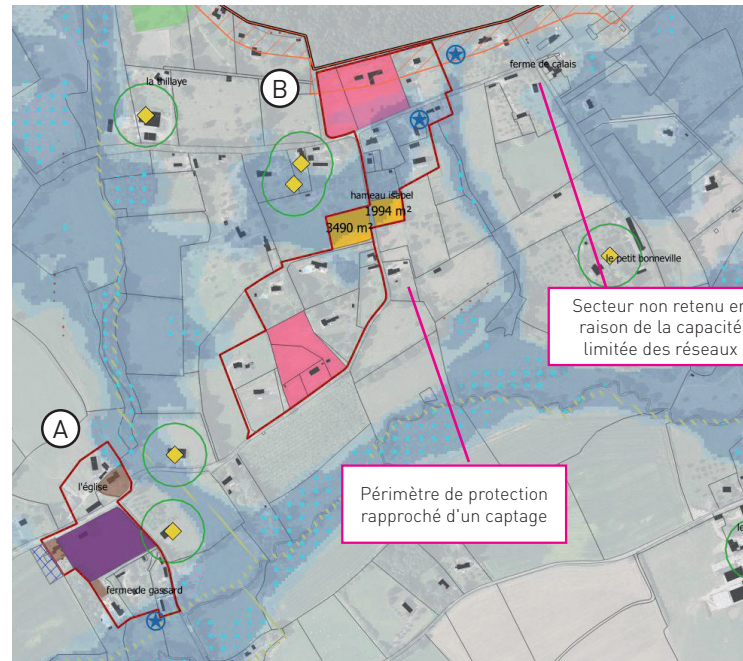 la thillaye
B
ferme de calais
hameau isabel
1994 m²
3490 m²
le petit bonneville
Secteur non retenu en
raison de la capacité
limitée des réseaux
A
l'église
Périmètre de protection
rapproché d'un captage
ferme de gassard